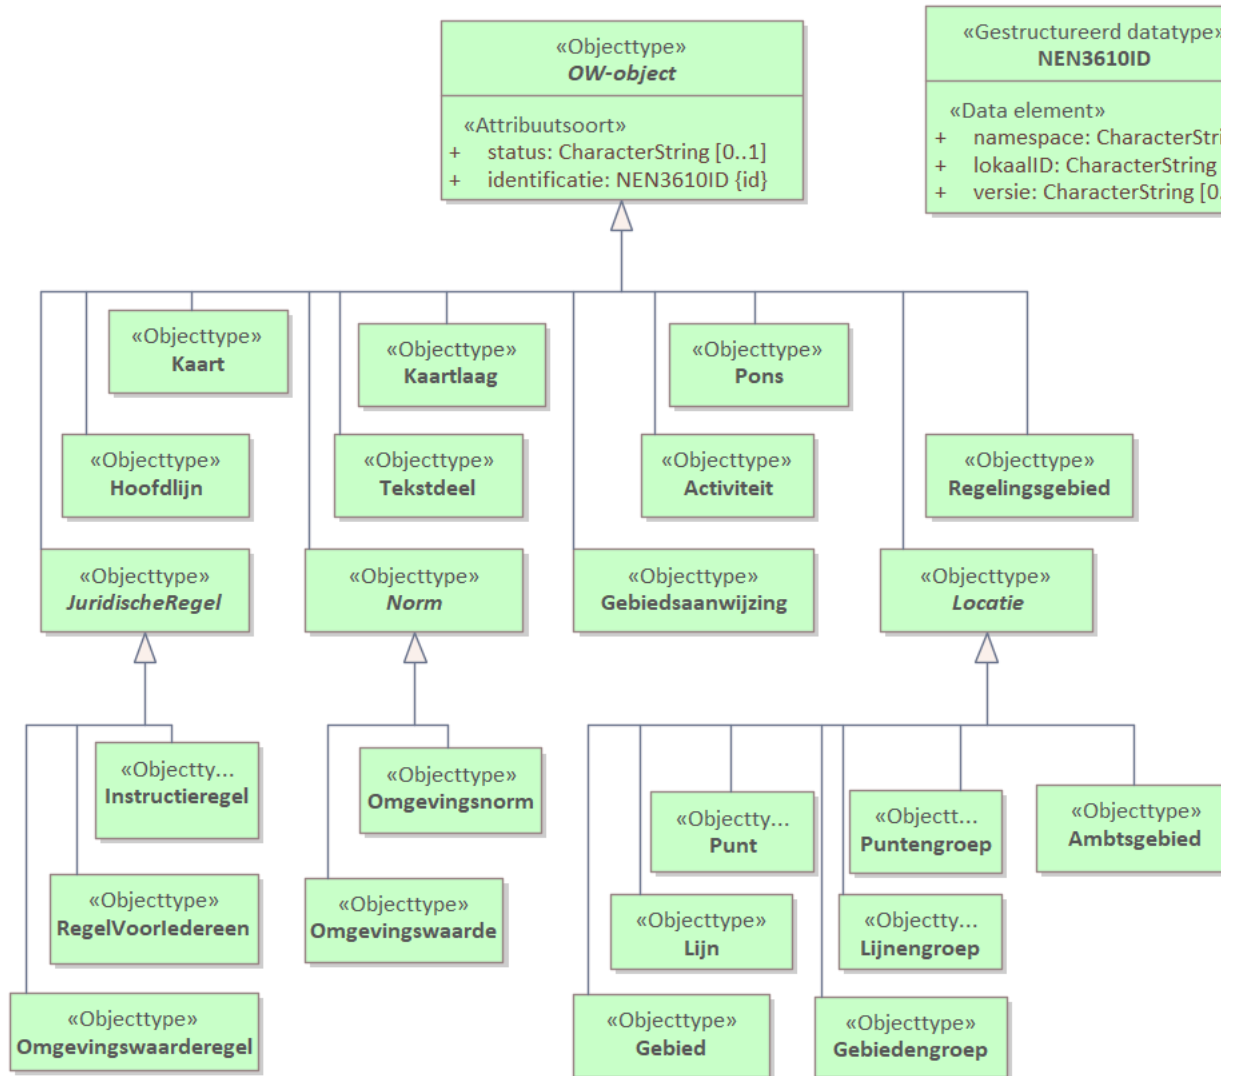 «Objecttype»
OW-object
«Attribuutsoort»
+ status: CharacterString [0..1]
+ identificatie: NEN3610ID {id}
«Gestructureerd datatype»
NEN3610ID
«Data element»
+ namespace: CharacterStri
+ lokaalID: CharacterString
+ versie: CharacterString [0.
«Objecttype»
Kaart
«Objecttype»
Kaartlaag
«Objecttype»
Pons
«Objecttype»
Hoofdlijn
«Objecttype»
Tekstdeel
«Objecttype»
Activiteit
«Objecttype»
Regelingsgebied
«Objecttype»
JuridischeRegel
«Objecttype»
Norm
«Objecttype»
Gebiedsaanwijzing
«Objecttype»
Locatie
«Objectty...
Instructieregel
«Objecttype»
Omgevingsnorm
«Objectty...
Punt
«Objectt...
Puntengroep
«Objecttype»
Ambtsgebied
«Objecttype»
RegelVoorIedereen
«Objecttype»
Omgevingswaarde
«Objecttype»
Lijn
«Objectty...
Lijnengroep
«Objecttype»
Omgevingswaarderegel
«Objecttype»
Gebied
«Objecttype»
Gebiedengroep